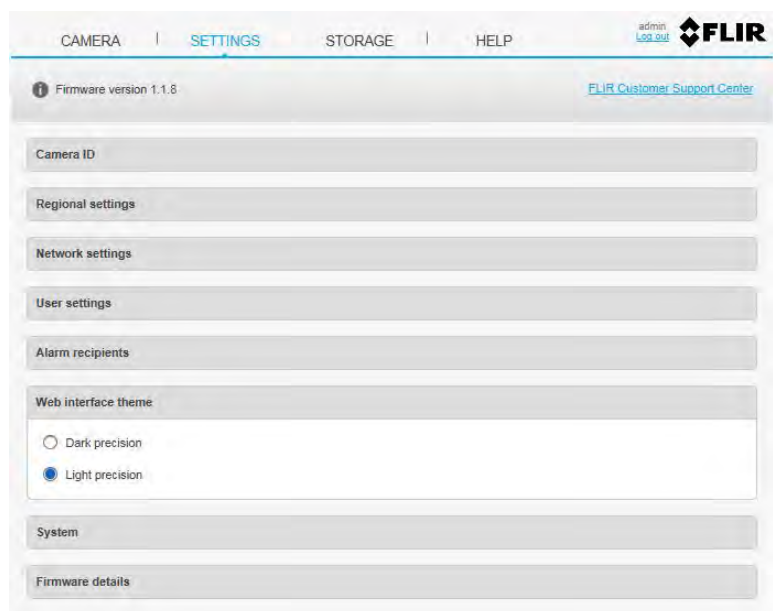 CAMERA SETTINGS STORAGE HELP admin Log out FLIR
Firmware version 1.1.8 FLIR Customer Support Center
Camera ID
Regional settings
Network settings
User settings
Alarm recipients
Web interface theme
Dark precision
Light precision
System
Firmware details